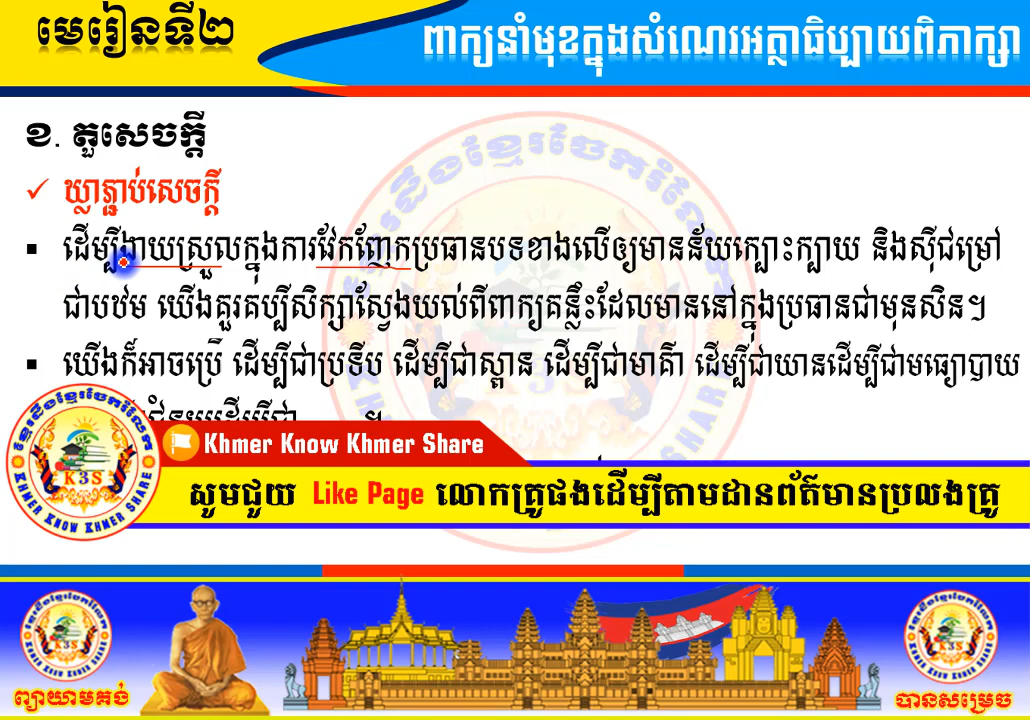 មេរៀនទី២
ពាក្យនាំមុខក្នុងសំណេរអត្ថាធិប្បាយពិភាក្សា
ខ. តួសេចក្ដី
✓ ឃ្លាភ្ជាប់សេចក្ដី
▪ ដើម្បីងាយស្រួលក្នុងការវែកញែកប្រធានបទខាងលើឲ្យមានន័យក្បោះក្បាយ និងស៊ីជម្រៅ
ជាបឋម យើងគួរគប្បីសិក្សាស្វែងយល់ពីពាក្យគន្លឹះដែលមាននៅក្នុងប្រធានជាមុនសិន។
▪ យើងក៏អាចប្រើ ដើម្បីជាប្រទីប ដើម្បីជាស្ពាន ដើម្បីជាមាគ៌ា ដើម្បីជាយានដើម្បីជាមធ្យោបាយ
Khmer Know Khmer Share
សូមជួយ Like Page លោកគ្រូផងដើម្បីតាមដានព័ត៌មានប្រលងគ្រូ
K3S
KHMER KNOW KHMER SHARE
ព្យាយាមគង់
បានសម្រេច